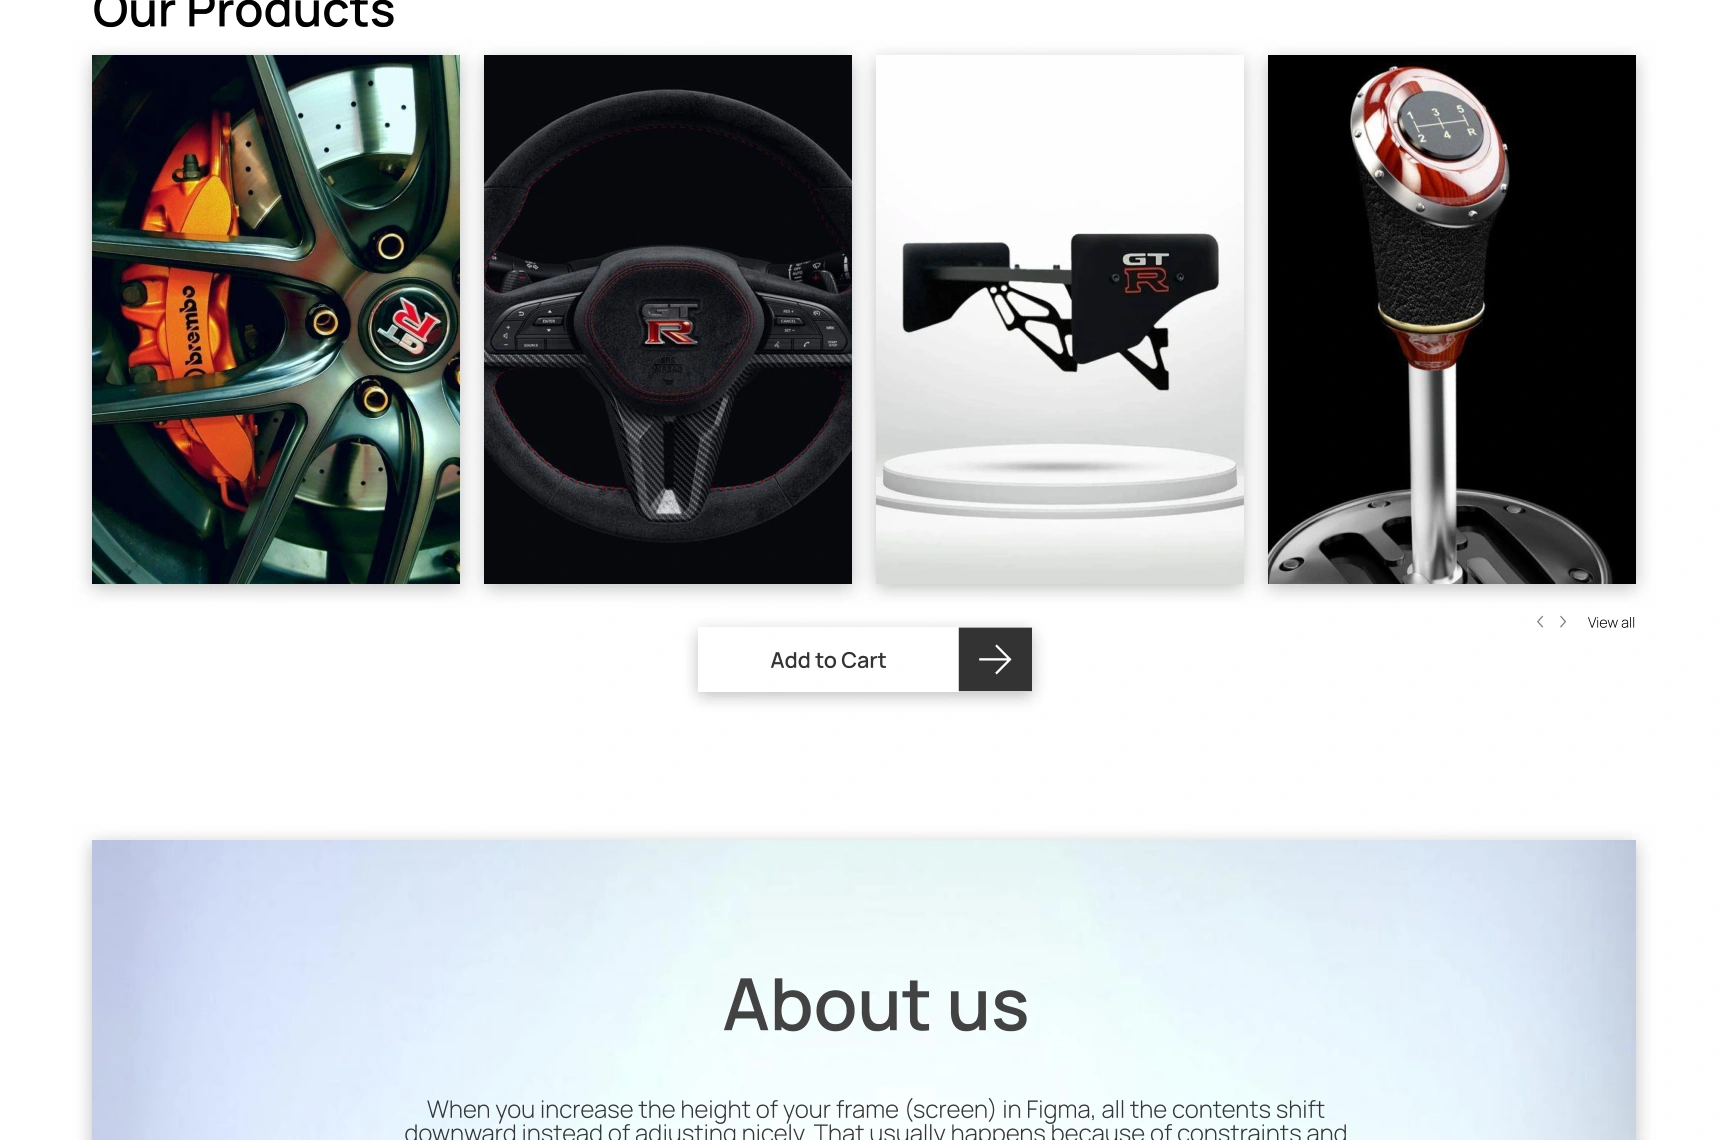 Our Products
brembo
GT
R
GT
R
GT
R
1 3 5
2 4 R
Add to Cart
View all
About us
When you increase the height of your frame (screen) in Figma, all the contents shift
downward instead of adjusting nicely. That usually happens because of constraints and